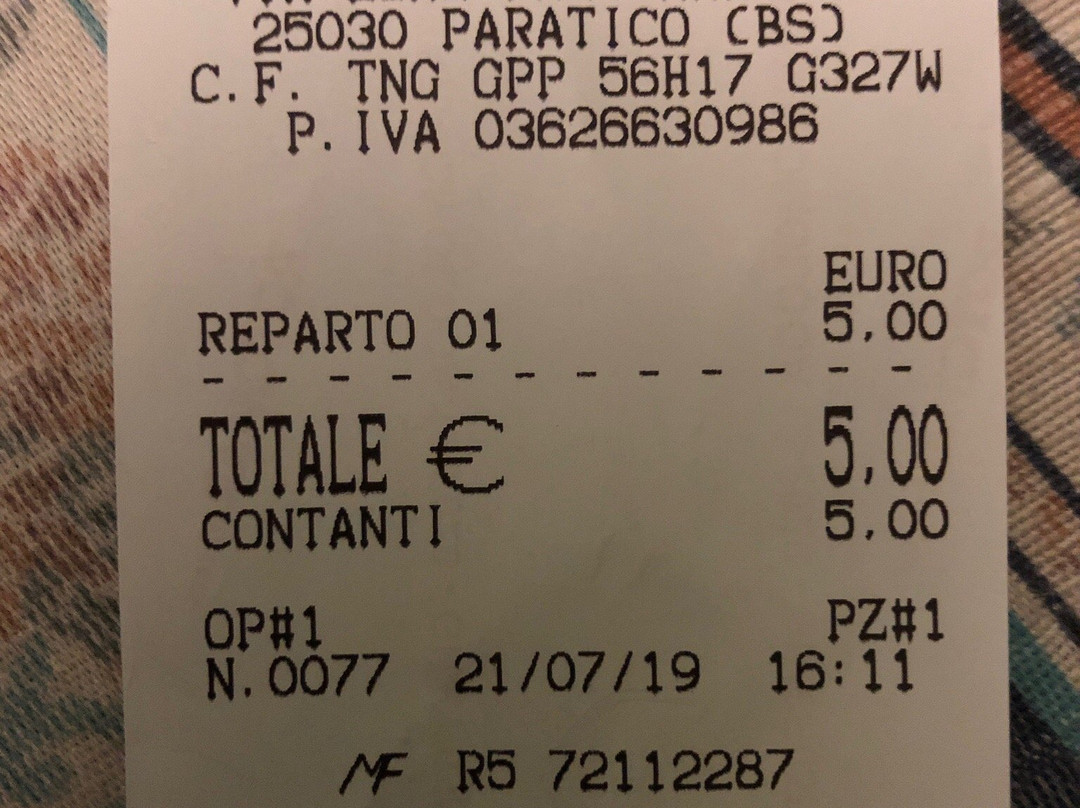 25030 PARATICO (BS)
C.F. TNG GPP 56H17 G327W
P.IVA 03626630986
EURO
REPARTO 01 5,00
- - - - - - - - - - - -
TOTALE € 5,00
CONTANTI 5,00
OP#1 PZ#1
N.0077 21/07/19 16:11
MF R5 72112287